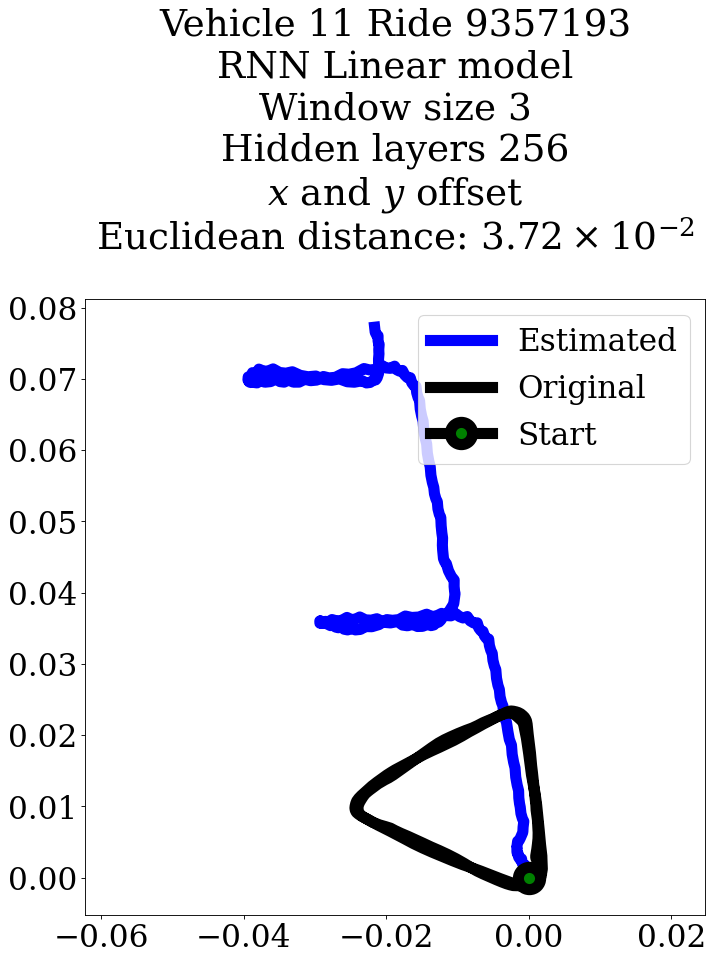 Vehicle 11 Ride 9357193
RNN Linear model
Window size 3
Hidden layers 256
x and y offset
Euclidean distance: 3.72 × 10⁻²
0.08
Estimated
0.07
Original
0.06
Start
0.05
0.04
0.03
0.02
0.01
0.00
−0.06 −0.04 −0.02 0.00 0.02